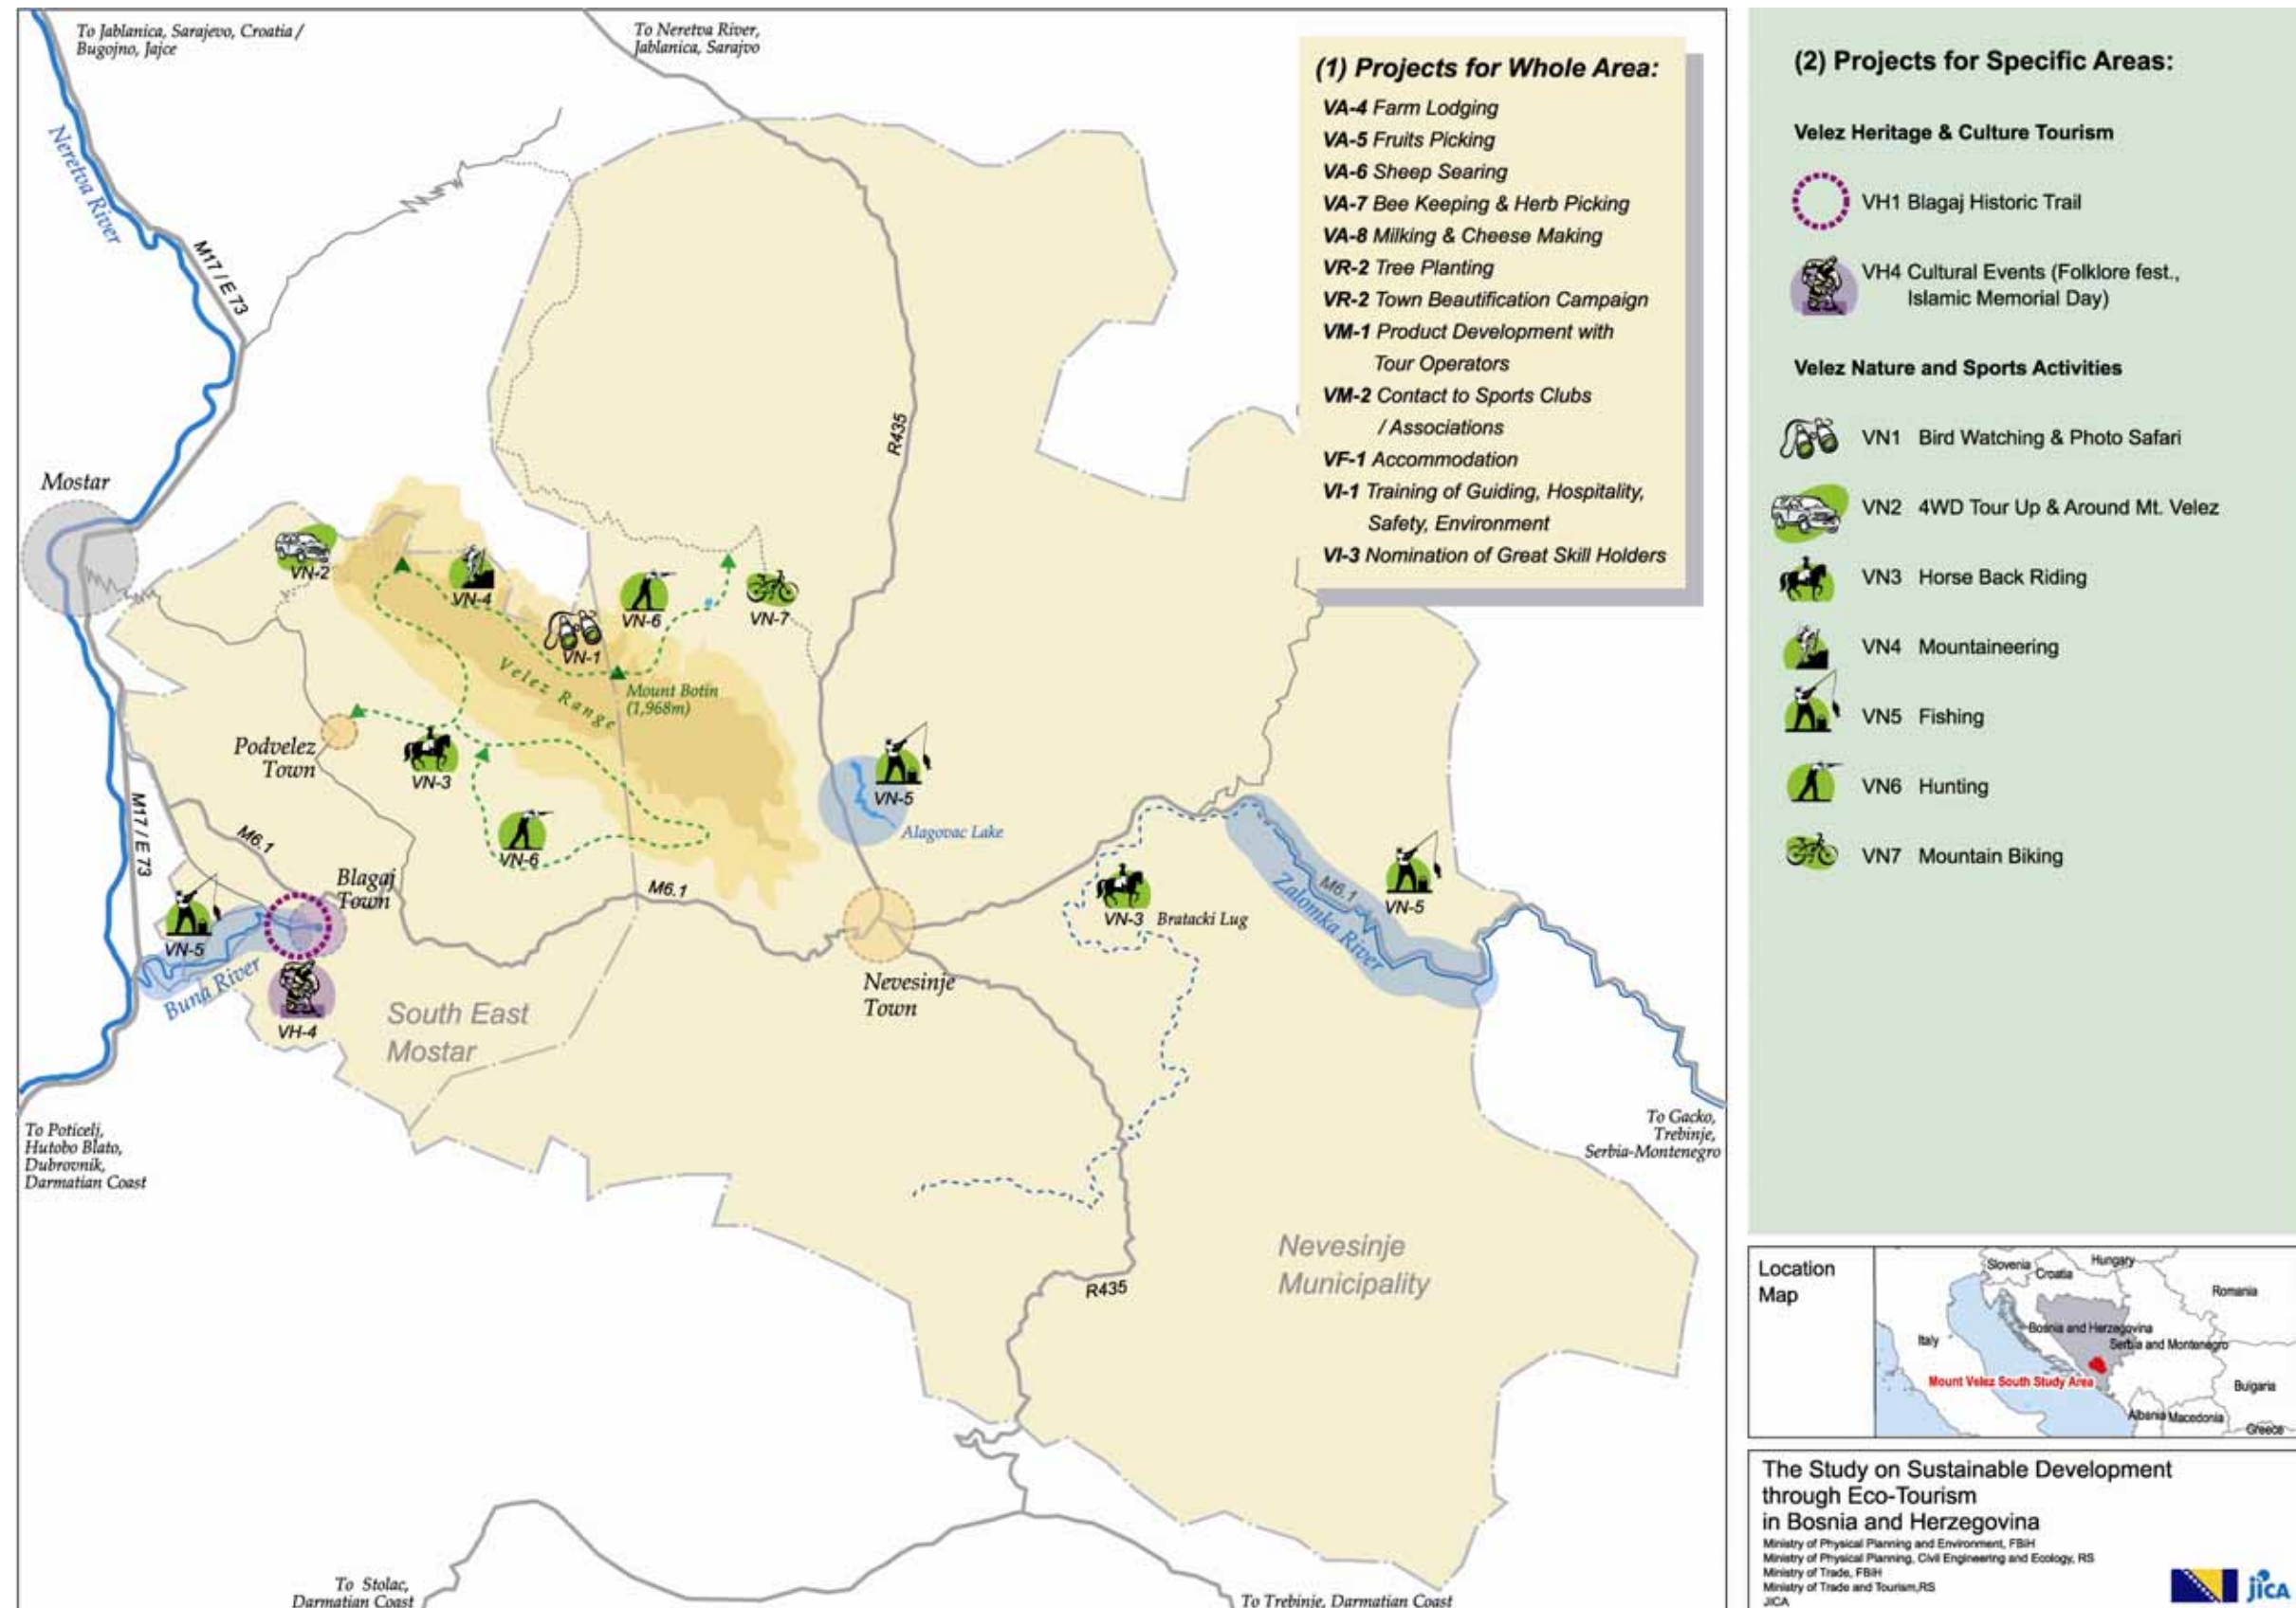 To Jablanica, Sarajevo, Croatia /
Bugojno, Jajce
To Neretva River,
Jablanica, Sarajvo
Neretva River
M17 / E 73
R435
Mostar
VN-2
VN-4
VN-1
VN-6
VN-7
Velez Range
Mount Botin
(1,968m)
Podvelez
Town
VN-3
VN-5
Alagovac Lake
VN-6
M17 / E 73
M6.1
Blagaj
Town
M6.1
VN-5
Buna River
VH-4
South East
Mostar
Nevesinje
Town
VN-3 Bratacki Lug
M6.1
Zalomka River
VN-5
To Poticelj,
Hutobo Blato,
Dubrovnik,
Darmatian Coast
To Gacko,
Trebinje,
Serbia-Montenegro
Nevesinje
Municipality
R435
To Stolac,
Darmatian Coast
To Trebinje, Darmatian Coast
(1) Projects for Whole Area:
VA-4 Farm Lodging
VA-5 Fruits Picking
VA-6 Sheep Searing
VA-7 Bee Keeping & Herb Picking
VA-8 Milking & Cheese Making
VR-2 Tree Planting
VR-2 Town Beautification Campaign
VM-1 Product Development with
Tour Operators
VM-2 Contact to Sports Clubs
/ Associations
VF-1 Accommodation
VI-1 Training of Guiding, Hospitality,
Safety, Environment
VI-3 Nomination of Great Skill Holders
(2) Projects for Specific Areas:
Velez Heritage & Culture Tourism
VH1 Blagaj Historic Trail
VH4 Cultural Events (Folklore fest.,
Islamic Memorial Day)
Velez Nature and Sports Activities
VN1 Bird Watching & Photo Safari
VN2 4WD Tour Up & Around Mt. Velez
VN3 Horse Back Riding
VN4 Mountaineering
VN5 Fishing
VN6 Hunting
VN7 Mountain Biking
Location
Map
Slovenia
Croatia
Hungary
Romania
Italy
Bosnia and Herzegovina
Serbia and Montenegro
Mount Velez South Study Area
Bulgaria
Albania
Macedonia
Greece
The Study on Sustainable Development
through Eco-Tourism
in Bosnia and Herzegovina
Ministry of Physical Planning and Environment, FBiH
Ministry of Physical Planning, Civil Engineering and Ecology, RS
Ministry of Trade, FBiH
Ministry of Trade and Tourism,RS
JICA
jICA